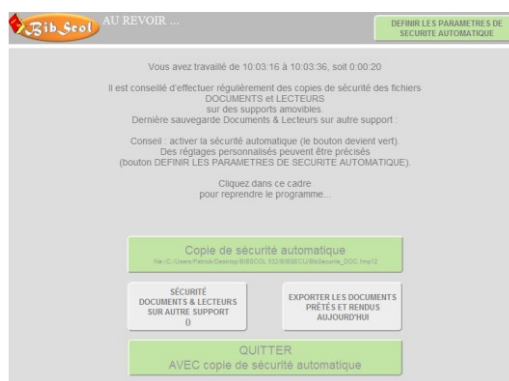 BibScol
AU REVOIR ...
DEFINIR LES PARAMETRES DE
SECURITE AUTOMATIQUE
Vous avez travaillé de 10:03:16 à 10:03:36, soit 0:00:20
Il est conseillé d'effectuer régulièrement des copies de sécurité des fichiers
DOCUMENTS et LECTEURS
sur des supports amovibles.
Dernière sauvegarde Documents & Lecteurs sur autre support :
Conseil : activer la sécurité automatique (le bouton devient vert).
Des réglages personnalisés peuvent être précisés
(bouton DEFINIR LES PARAMETRES DE SECURITE AUTOMATIQUE).
Cliquez dans ce cadre
pour reprendre le programme...
Copie de sécurité automatique
SÉCURITÉ
DOCUMENTS & LECTEURS
SUR AUTRE SUPPORT
()
EXPORTER LES DOCUMENTS
PRÊTÉS ET RENDUS
AUJOURD'HUI
QUITTER
AVEC copie de sécurité automatique